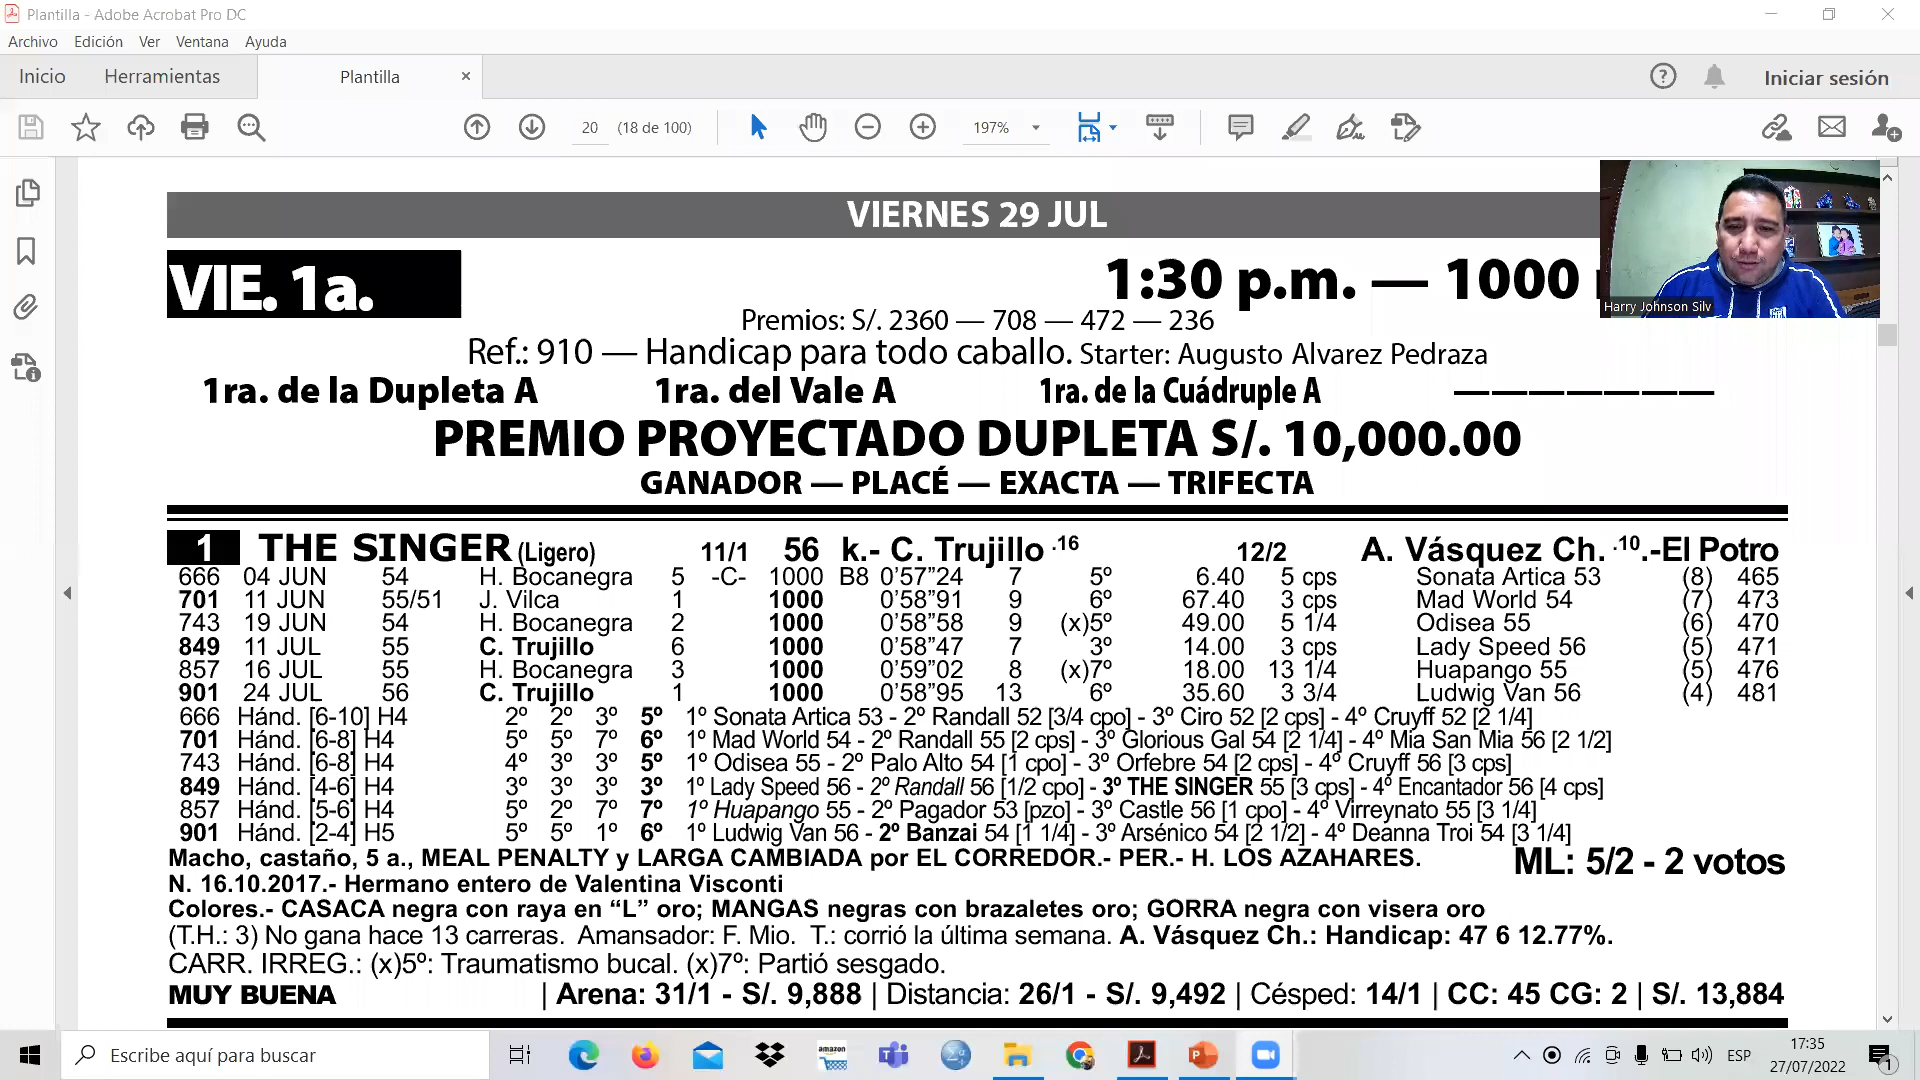 Plantilla - Adobe Acrobat Pro DC
Archivo Edición Ver Ventana Ayuda
Inicio Herramientas Plantilla × Iniciar sesión
20 (18 de 100) 197%
VIERNES 29 JUL
VIE. 1a. 1:30 p.m. — 1000
Harry Johnson Silv
Premios: S/. 2360 — 708 — 472 — 236
Ref.: 910 — Handicap para todo caballo. Starter: Augusto Alvarez Pedraza
1ra. de la Dupleta A 1ra. del Vale A 1ra. de la Cuádruple A ———————
PREMIO PROYECTADO DUPLETA S/. 10,000.00
GANADOR — PLACÉ — EXACTA — TRIFECTA
1 THE SINGER (Ligero) 11/1 56 k.- C. Trujillo .16 12/2 A. Vásquez Ch. .10.-El Potro
666 04 JUN 54 H. Bocanegra 5 -C- 1000 B8 0'57"24 7 5º 6.40 5 cps Sonata Artica 53 (8) 465
701 11 JUN 55/51 J. Vilca 1 1000 0'58"91 9 6º 67.40 3 cps Mad World 54 (7) 473
743 19 JUN 54 H. Bocanegra 2 1000 0'58"58 9 (x)5º 49.00 5 1/4 Odisea 55 (6) 470
849 11 JUL 55 C. Trujillo 6 1000 0'58"47 7 3º 14.00 3 cps Lady Speed 56 (5) 471
857 16 JUL 55 H. Bocanegra 3 1000 0'59"02 8 (x)7º 18.00 13 1/4 Huapango 55 (5) 476
901 24 JUL 56 C. Trujillo 1 1000 0'58"95 13 6º 35.60 3 3/4 Ludwig Van 56 (4) 481
666 Hánd. [6-10] H4 2º 2º 3º 5º 1º Sonata Artica 53 - 2º Randall 52 [3/4 cpo] - 3º Ciro 52 [2 cps] - 4º Cruyff 52 [2 1/4]
701 Hánd. [6-8] H4 5º 5º 7º 6º 1º Mad World 54 - 2º Randall 55 [2 cps] - 3º Glorious Gal 54 [2 1/4] - 4º Mia San Mia 56 [2 1/2]
743 Hánd. [6-8] H4 4º 3º 3º 5º 1º Odisea 55 - 2º Palo Alto 54 [1 cpo] - 3º Orfebre 54 [2 cps] - 4º Cruyff 56 [3 cps]
849 Hánd. [4-6] H4 3º 3º 3º 3º 1º Lady Speed 56 - 2º Randall 56 [1/2 cpo] - 3º THE SINGER 55 [3 cps] - 4º Encantador 56 [4 cps]
857 Hánd. [5-6] H4 5º 2º 7º 7º 1º Huapango 55 - 2º Pagador 53 [pzo] - 3º Castle 56 [1 cpo] - 4º Virreynato 55 [3 1/4]
901 Hánd. [2-4] H5 5º 5º 1º 6º 1º Ludwig Van 56 - 2º Banzai 54 [1 1/4] - 3º Arsénico 54 [2 1/2] - 4º Deanna Troi 54 [3 1/4]
Macho, castaño, 5 a., MEAL PENALTY y LARGA CAMBIADA por EL CORREDOR.- PER.- H. LOS AZAHARES. ML: 5/2 - 2 votos
N. 16.10.2017.- Hermano entero de Valentina Visconti
Colores.- CASACA negra con raya en “L” oro; MANGAS negras con brazaletes oro; GORRA negra con visera oro
(T.H.: 3) No gana hace 13 carreras. Amansador: F. Mio. T.: corrió la última semana. A. Vásquez Ch.: Handicap: 47 6 12.77%.
CARR. IRREG.: (x)5º: Traumatismo bucal. (x)7º: Partió sesgado.
MUY BUENA | Arena: 31/1 - S/. 9,888 | Distancia: 26/1 - S/. 9,492 | Césped: 14/1 | CC: 45 CG: 2 | S/. 13,884
Escribe aquí para buscar amazon ESP 17:35
27/07/2022 1